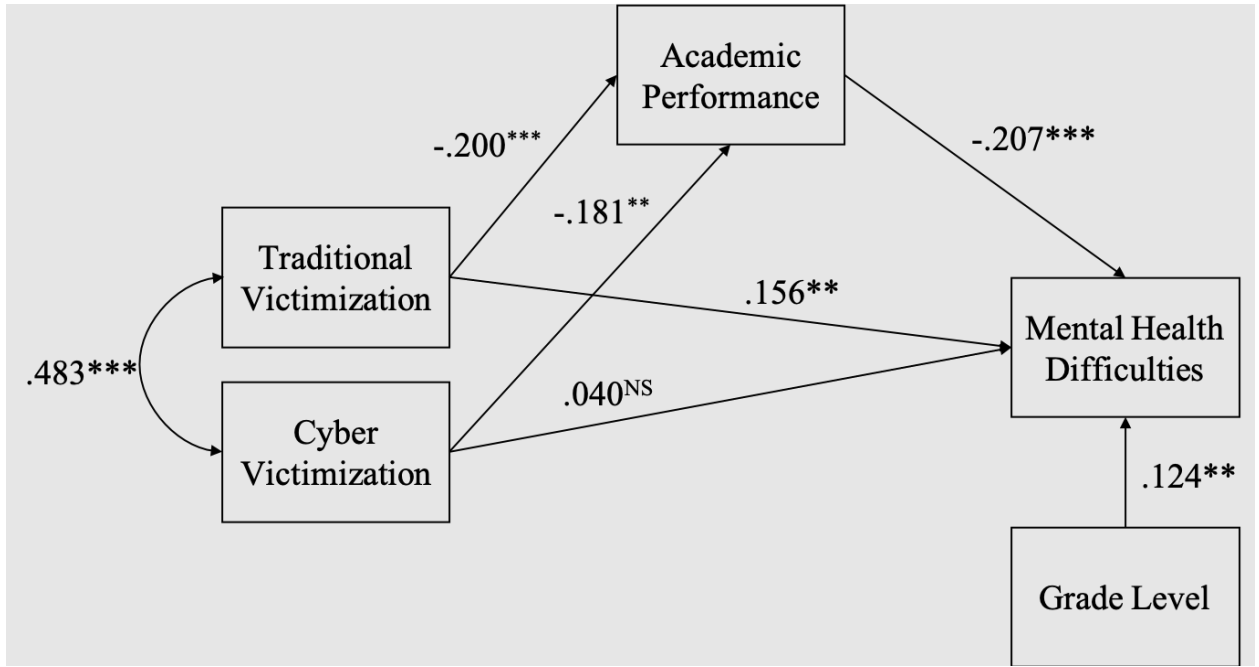 Academic
Performance
-.200***
-.207***
-.181**
Traditional
Victimization
.156**
Mental Health
Difficulties
.483***
.040NS
Cyber
Victimization
.124**
Grade Level